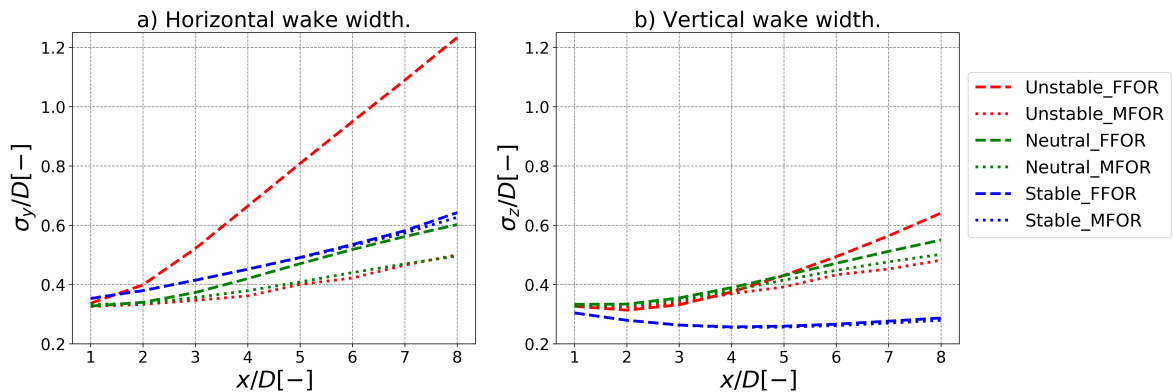 a) Horizontal wake width.
1.2
1.0
0.8
0.6
0.4
0.2
σy/D[−]
1 2 3 4 5 6 7 8
x/D[−]
b) Vertical wake width.
1.2
1.0
0.8
0.6
0.4
0.2
σz/D[−]
1 2 3 4 5 6 7 8
x/D[−]
Unstable_FFOR
Unstable_MFOR
Neutral_FFOR
Neutral_MFOR
Stable_FFOR
Stable_MFOR